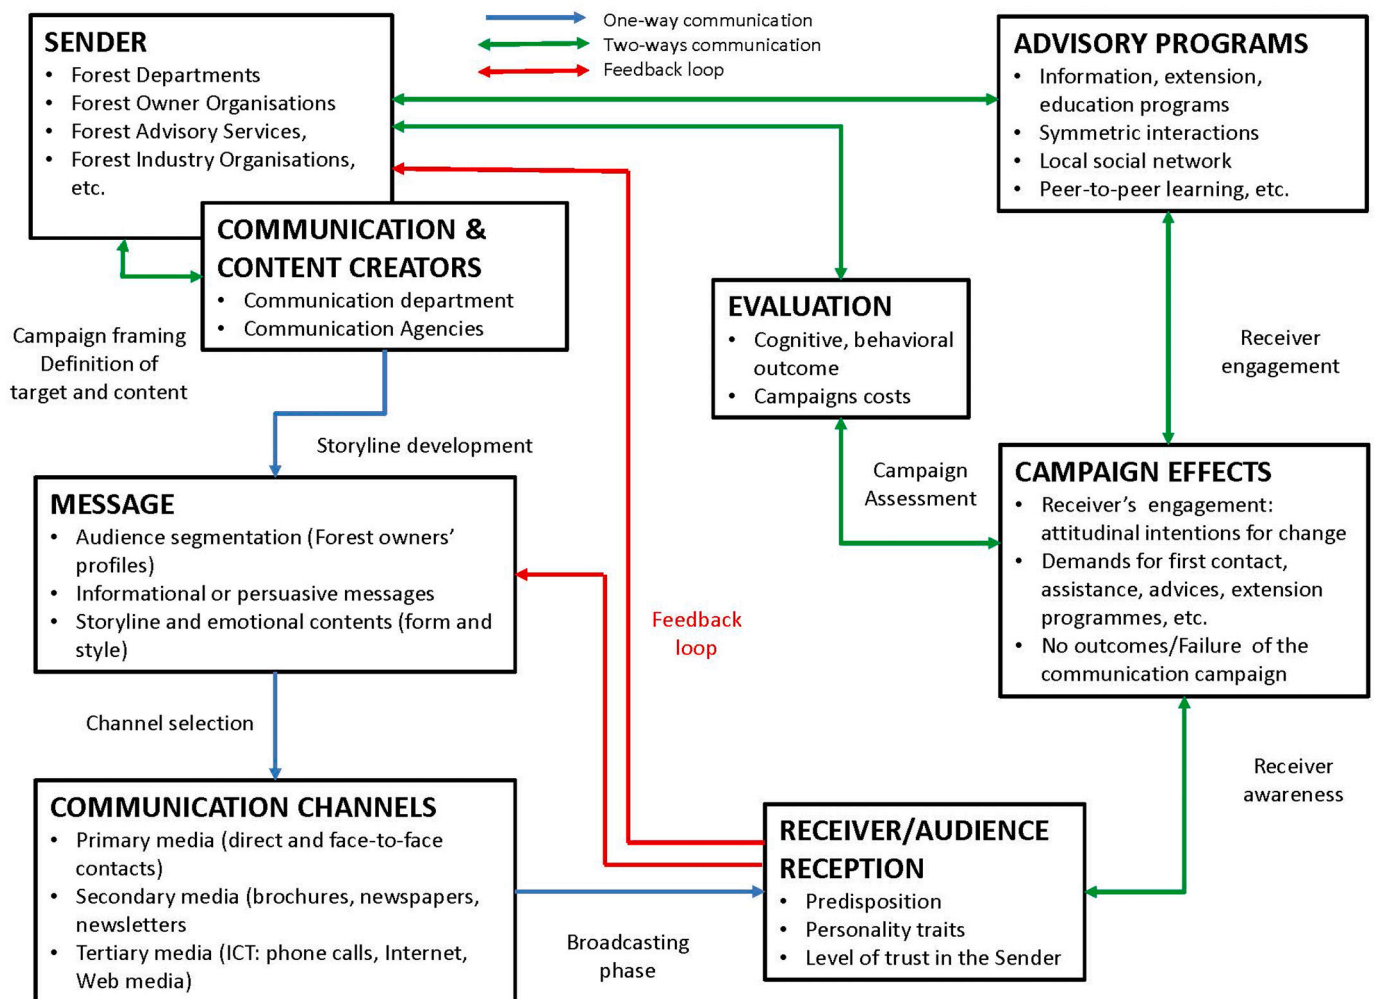 One-way communication
Two-ways communication
Feedback loop
SENDER
• Forest Departments
• Forest Owner Organisations
• Forest Advisory Services,
• Forest Industry Organisations,
etc.
COMMUNICATION &
CONTENT CREATORS
• Communication department
• Communication Agencies
ADVISORY PROGRAMS
• Information, extension,
education programs
• Symmetric interactions
• Local social network
• Peer-to-peer learning, etc.
Campaign framing
Definition of
target and content
EVALUATION
• Cognitive, behavioral
outcome
• Campaigns costs
Receiver
engagement
Storyline development
Campaign
Assessment
MESSAGE
• Audience segmentation (Forest owners’
profiles)
• Informational or persuasive messages
• Storyline and emotional contents (form and
style)
CAMPAIGN EFFECTS
• Receiver’s engagement:
attitudinal intentions for change
• Demands for first contact,
assistance, advices, extension
programmes, etc.
• No outcomes/Failure of the
communication campaign
Feedback
loop
Channel selection
Receiver
awareness
COMMUNICATION CHANNELS
• Primary media (direct and face-to-face
contacts)
• Secondary media (brochures, newspapers,
newsletters
• Tertiary media (ICT: phone calls, Internet,
Web media)
Broadcasting
phase
RECEIVER/AUDIENCE
RECEPTION
• Predisposition
• Personality traits
• Level of trust in the Sender